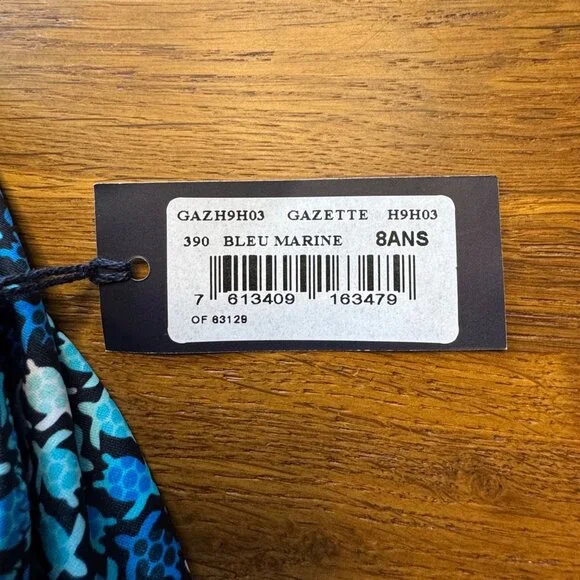 GAZH9H03 GAZETTE H9H03
390 BLEU MARINE 8ANS
7 613409 163479
OF 63129